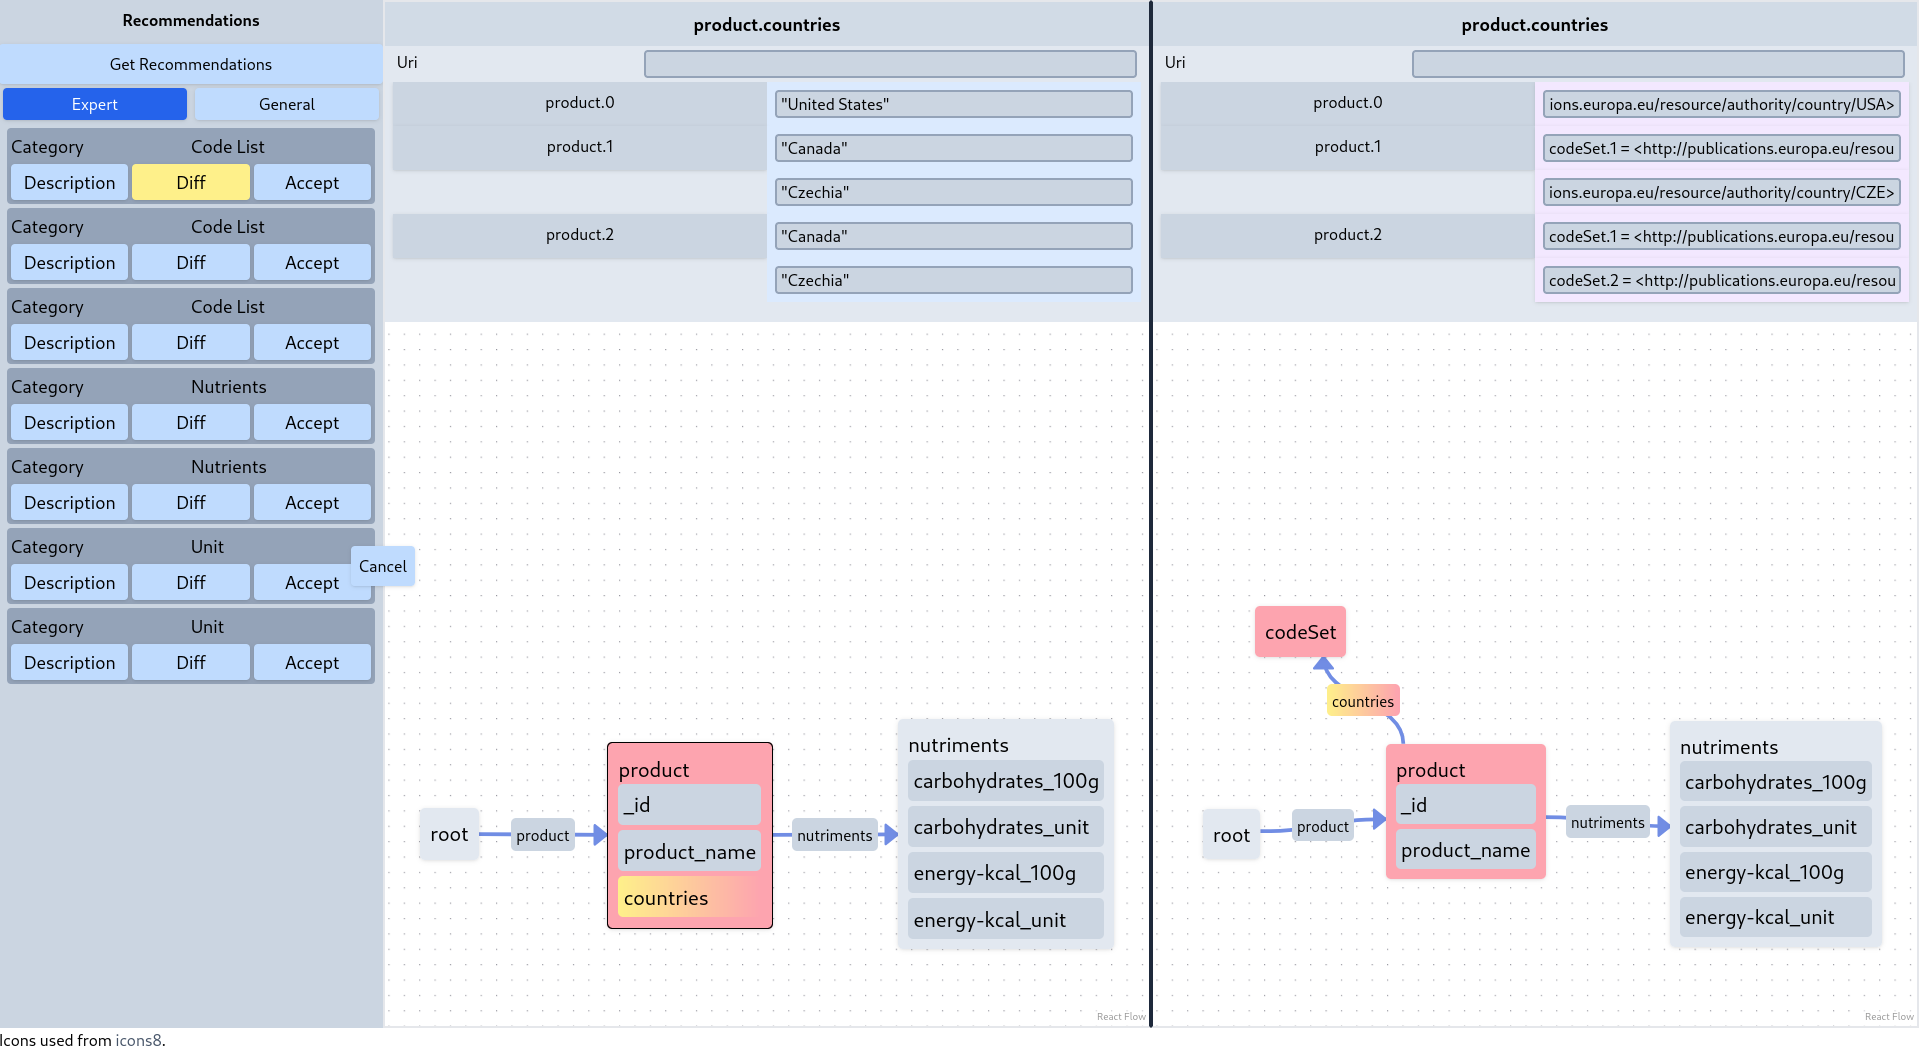 Recommendations
Get Recommendations
Expert
General
Category
Code List
Description
Diff
Accept
Category
Code List
Description
Diff
Accept
Category
Code List
Description
Diff
Accept
Category
Nutrients
Description
Diff
Accept
Category
Nutrients
Description
Diff
Accept
Category
Unit
Description
Diff
Accept
Category
Unit
Description
Diff
Accept
Cancel
product.countries
Uri
product.0
"United States"
product.1
"Canada"
"Czechia"
product.2
"Canada"
"Czechia"
root
product
product
_id
product_name
countries
nutriments
nutriments
carbohydrates_100g
carbohydrates_unit
energy-kcal_100g
energy-kcal_unit
React Flow
product.countries
Uri
product.0
ions.europa.eu/resource/authority/country/USA>
product.1
codeSet.1 = <http://publications.europa.eu/resou
ions.europa.eu/resource/authority/country/CZE>
product.2
codeSet.1 = <http://publications.europa.eu/resou
codeSet.2 = <http://publications.europa.eu/resou
codeSet
countries
root
product
product
_id
product_name
nutriments
nutriments
carbohydrates_100g
carbohydrates_unit
energy-kcal_100g
energy-kcal_unit
React Flow
Icons used from icons8.